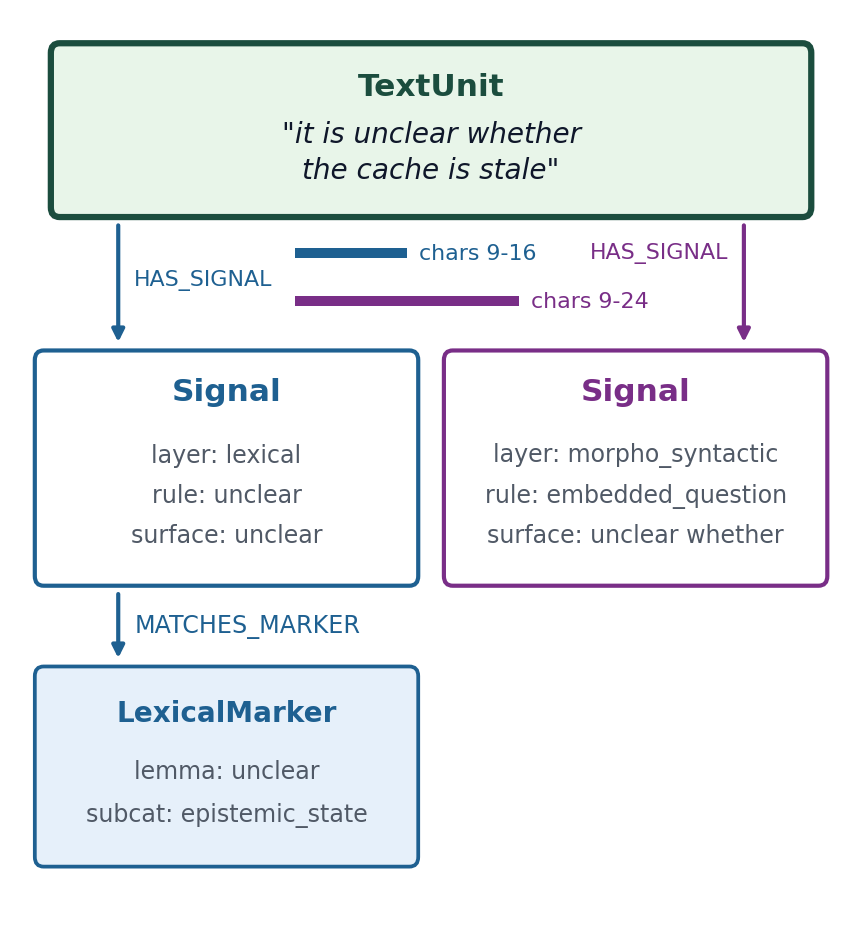 TextUnit
"it is unclear whether
the cache is stale"
HAS_SIGNAL
chars 9-16
HAS_SIGNAL
chars 9-24
Signal
layer: lexical
rule: unclear
surface: unclear
Signal
layer: morpho_syntactic
rule: embedded_question
surface: unclear whether
MATCHES_MARKER
LexicalMarker
lemma: unclear
subcat: epistemic_state